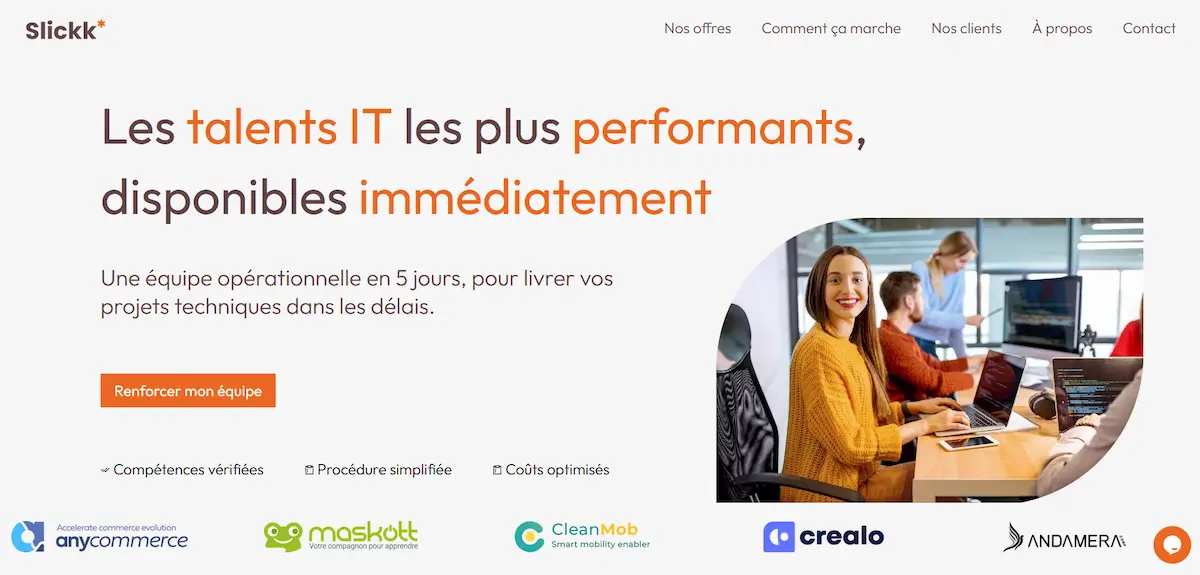 Slickk*
Nos offres Comment ça marche Nos clients À propos Contact
Les talents IT les plus performants,
disponibles immédiatement
Une équipe opérationnelle en 5 jours, pour livrer vos
projets techniques dans les délais.
Renforcer mon équipe
Compétences vérifiées Procédure simplifiée Coûts optimisés
Accelerate commerce evolution
anycommerce
maskott
Votre compagnon pour apprendre
CleanMob
Smart mobility enabler
crealo
ANDAMERA